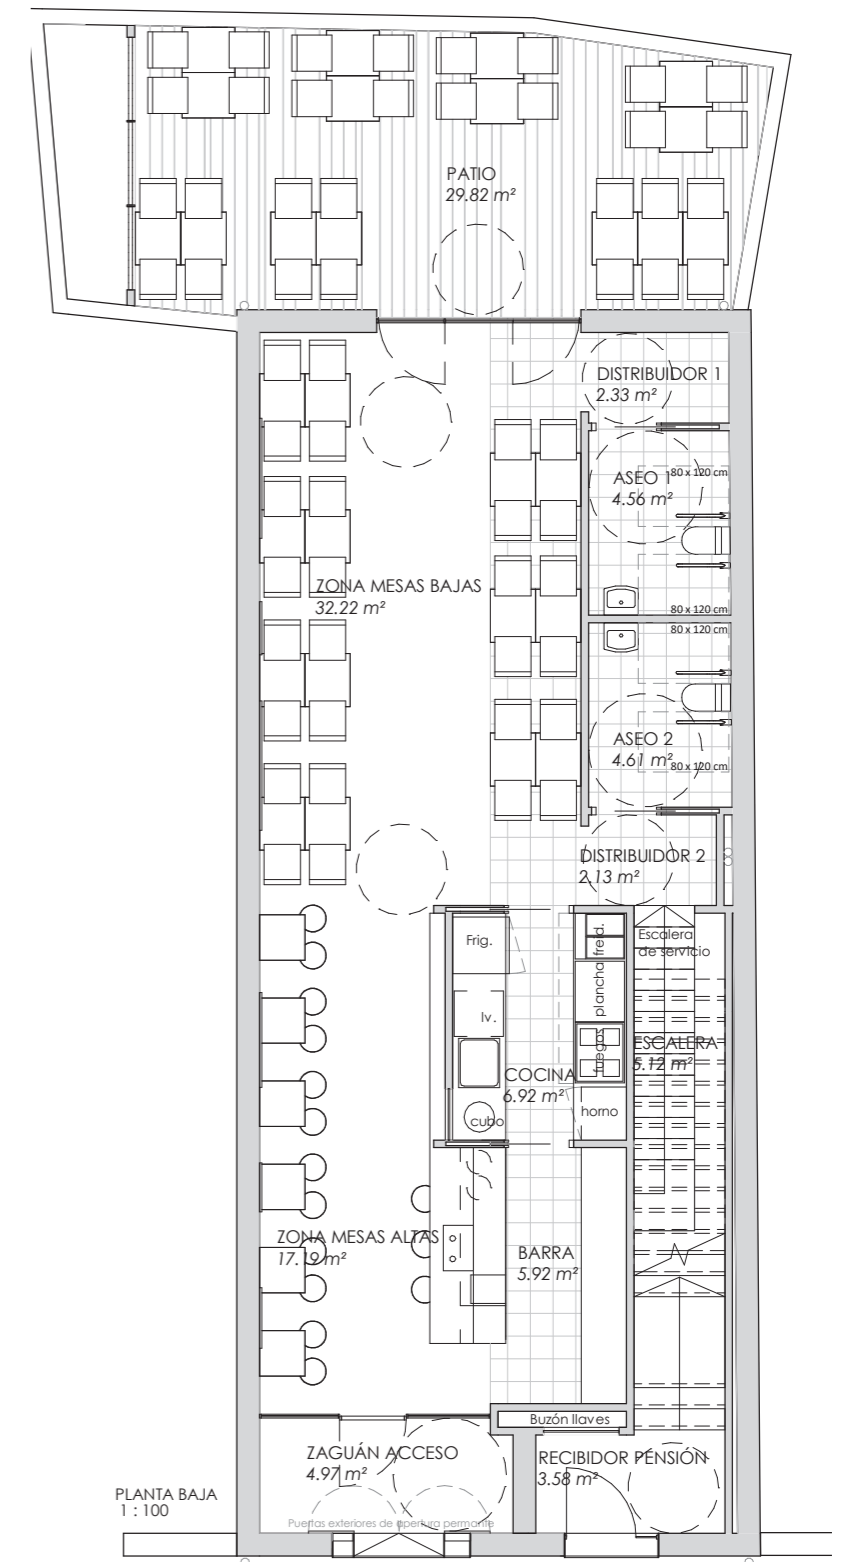 PATIO
29.82 m²
DISTRIBUIDOR 1
2.33 m²
80 x 120 cm
ASEO 1
4.56 m²
ZONA MESAS BAJAS
32.22 m²
80 x 120 cm
80 x 120 cm
ASEO 2
4.61 m²
80 x 120 cm
DISTRIBUIDOR 2
2.13 m²
Frig.
freid.
Escalera
de servicio
plancha
lv.
fuegos
ESCALERA
5.12 m²
COCINA
6.92 m²
horno
cubo
ZONA MESAS ALTAS
17.19 m²
BARRA
5.92 m²
Buzón llaves
ZAGUÁN ACCESO
4.97 m²
RECIBIDOR PENSIÓN
3.58 m²
PLANTA BAJA
1 : 100
Puertas exteriores de apertura permante